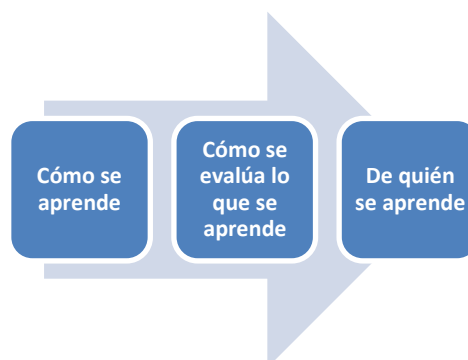 Cómo se
aprende
Cómo se
evalúa lo
que se
aprende
De quién
se aprende